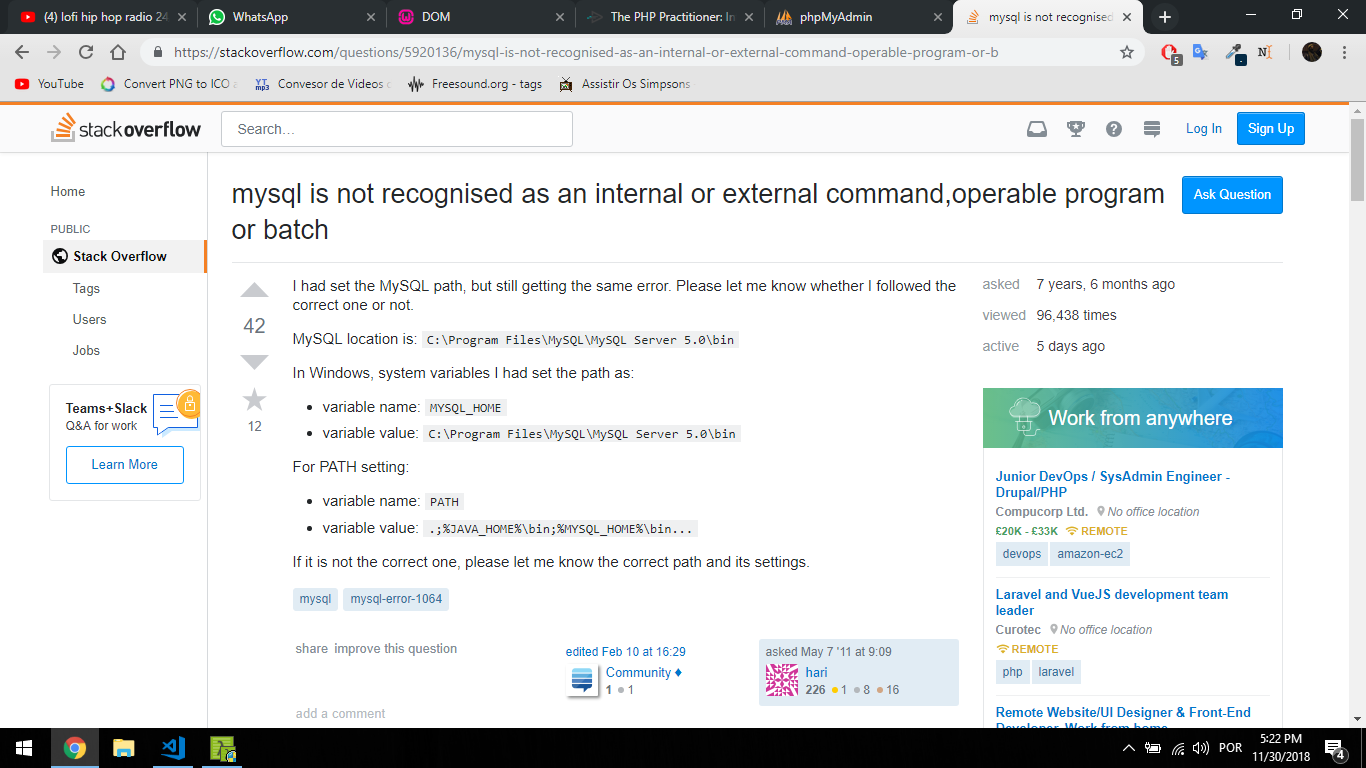 (4) lofi hip hop radio 24
WhatsApp
DOM
The PHP Practitioner: In
phpMyAdmin
mysql is not recognised
https://stackoverflow.com/questions/5920136/mysql-is-not-recognised-as-an-internal-or-external-command-operable-program-or-b
5
YouTube
Convert PNG to ICO
YT mp3
Convesor de Videos
Freesound.org - tags
Assistir Os Simpsons
stackoverflow
Search…
Log In
Sign Up
Home
PUBLIC
Stack Overflow
Tags
Users
Jobs
Teams+Slack
Q&A for work
Learn More
mysql is not recognised as an internal or external command,operable program
or batch
Ask Question
42
12
I had set the MySQL path, but still getting the same error. Please let me know whether I followed the
correct one or not.
MySQL location is: C:\Program Files\MySQL\MySQL Server 5.0\bin
In Windows, system variables I had set the path as:
• variable name: MYSQL_HOME
• variable value: C:\Program Files\MySQL\MySQL Server 5.0\bin
For PATH setting:
• variable name: PATH
• variable value: .;%JAVA_HOME%\bin;%MYSQL_HOME%\bin...
If it is not the correct one, please let me know the correct path and its settings.
mysql mysql-error-1064
share improve this question
edited Feb 10 at 16:29
Community ♦
1 ● 1
asked May 7 '11 at 9:09
hari
226 ● 1 ● 8 ● 16
add a comment
asked 7 years, 6 months ago
viewed 96,438 times
active 5 days ago
Work from anywhere
Junior DevOps / SysAdmin Engineer -
Drupal/PHP
Compucorp Ltd. No office location
£20K - £33K REMOTE
devops amazon-ec2
Laravel and VueJS development team
leader
Curotec No office location
REMOTE
php laravel
Remote Website/UI Designer & Front-End
Developer, Work from home
POR
5:22 PM
11/30/2018
4